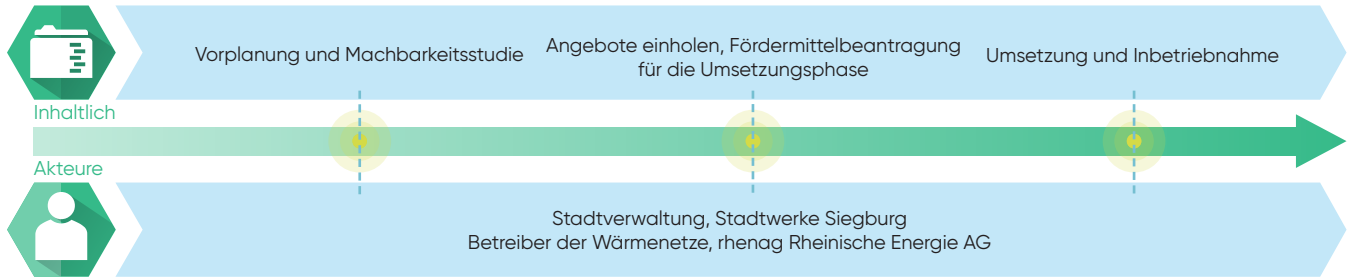 Vorplanung und Machbarkeitsstudie
Angebote einholen, Fördermittelbeantragung
für die Umsetzungsphase
Umsetzung und Inbetriebnahme
Inhaltlich
Akteure
Stadtverwaltung, Stadtwerke Siegburg
Betreiber der Wärmenetze, rhenag Rheinische Energie AG